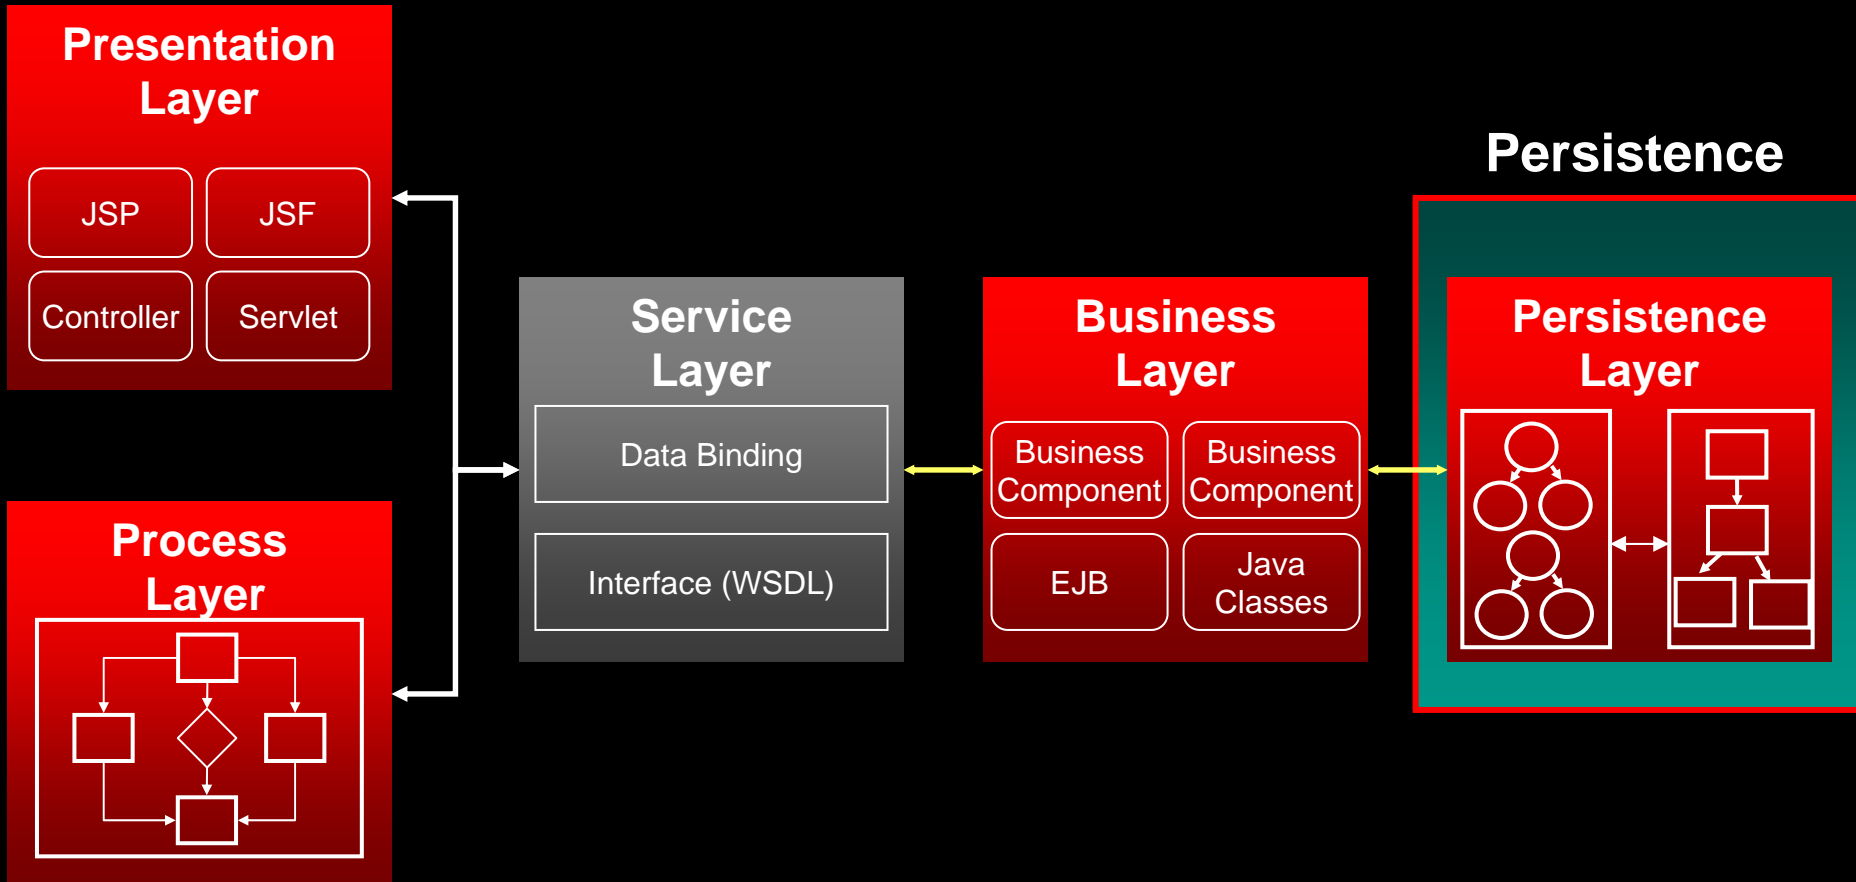 Presentation
Layer
JSP
JSF
Controller
Servlet
Process
Layer
Service
Layer
Data Binding
Interface (WSDL)
Business
Layer
Business
Component
Business
Component
EJB
Java
Classes
Persistence
Persistence
Layer